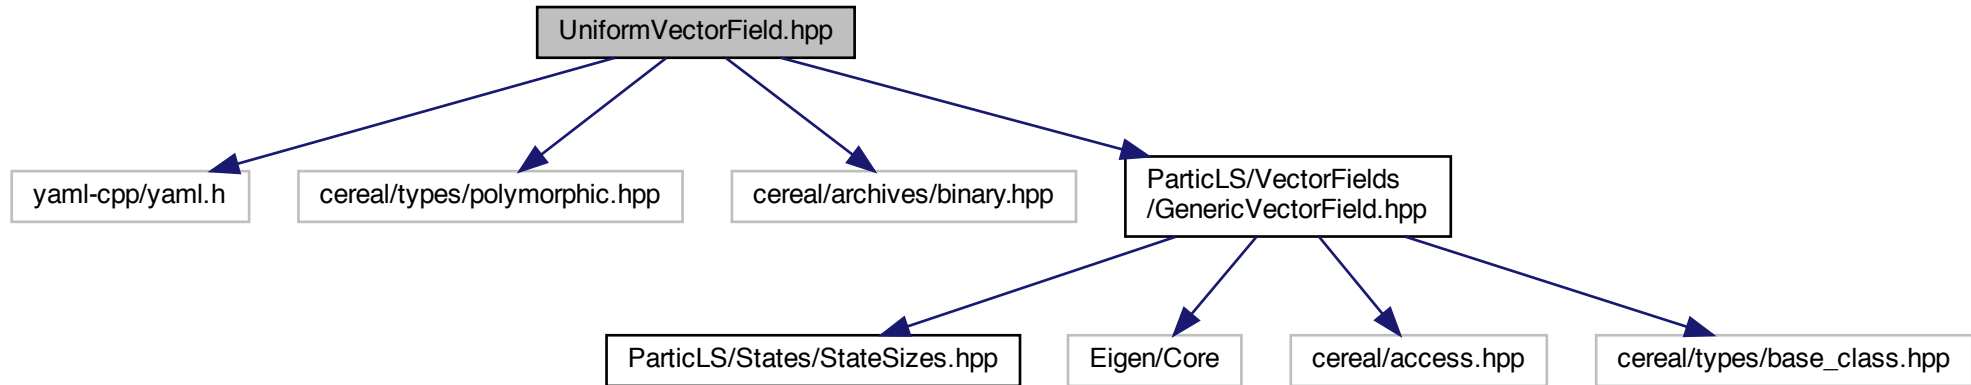 UniformVectorField.hpp
yaml-cpp/yaml.h
cereal/types/polymorphic.hpp
cereal/archives/binary.hpp
ParticLS/VectorFields
/GenericVectorField.hpp
ParticLS/States/StateSizes.hpp
Eigen/Core
cereal/access.hpp
cereal/types/base_class.hpp